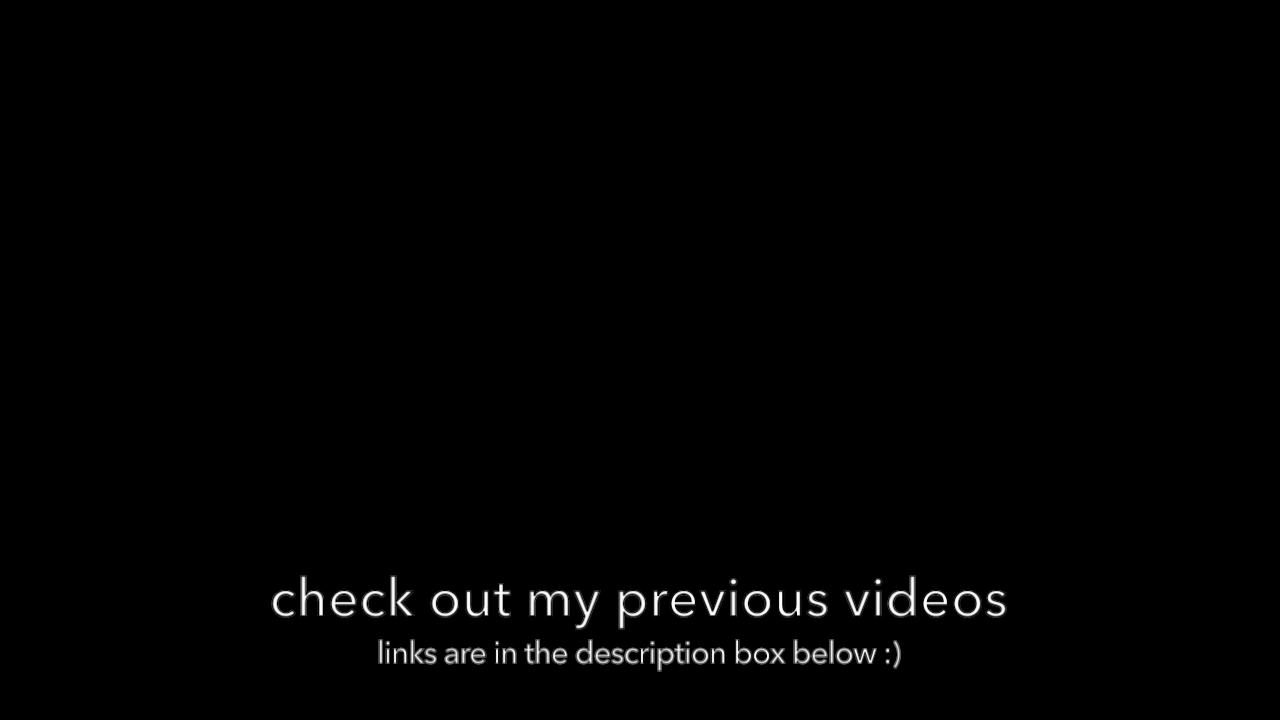 check out my previous videos
links are in the description box below :)